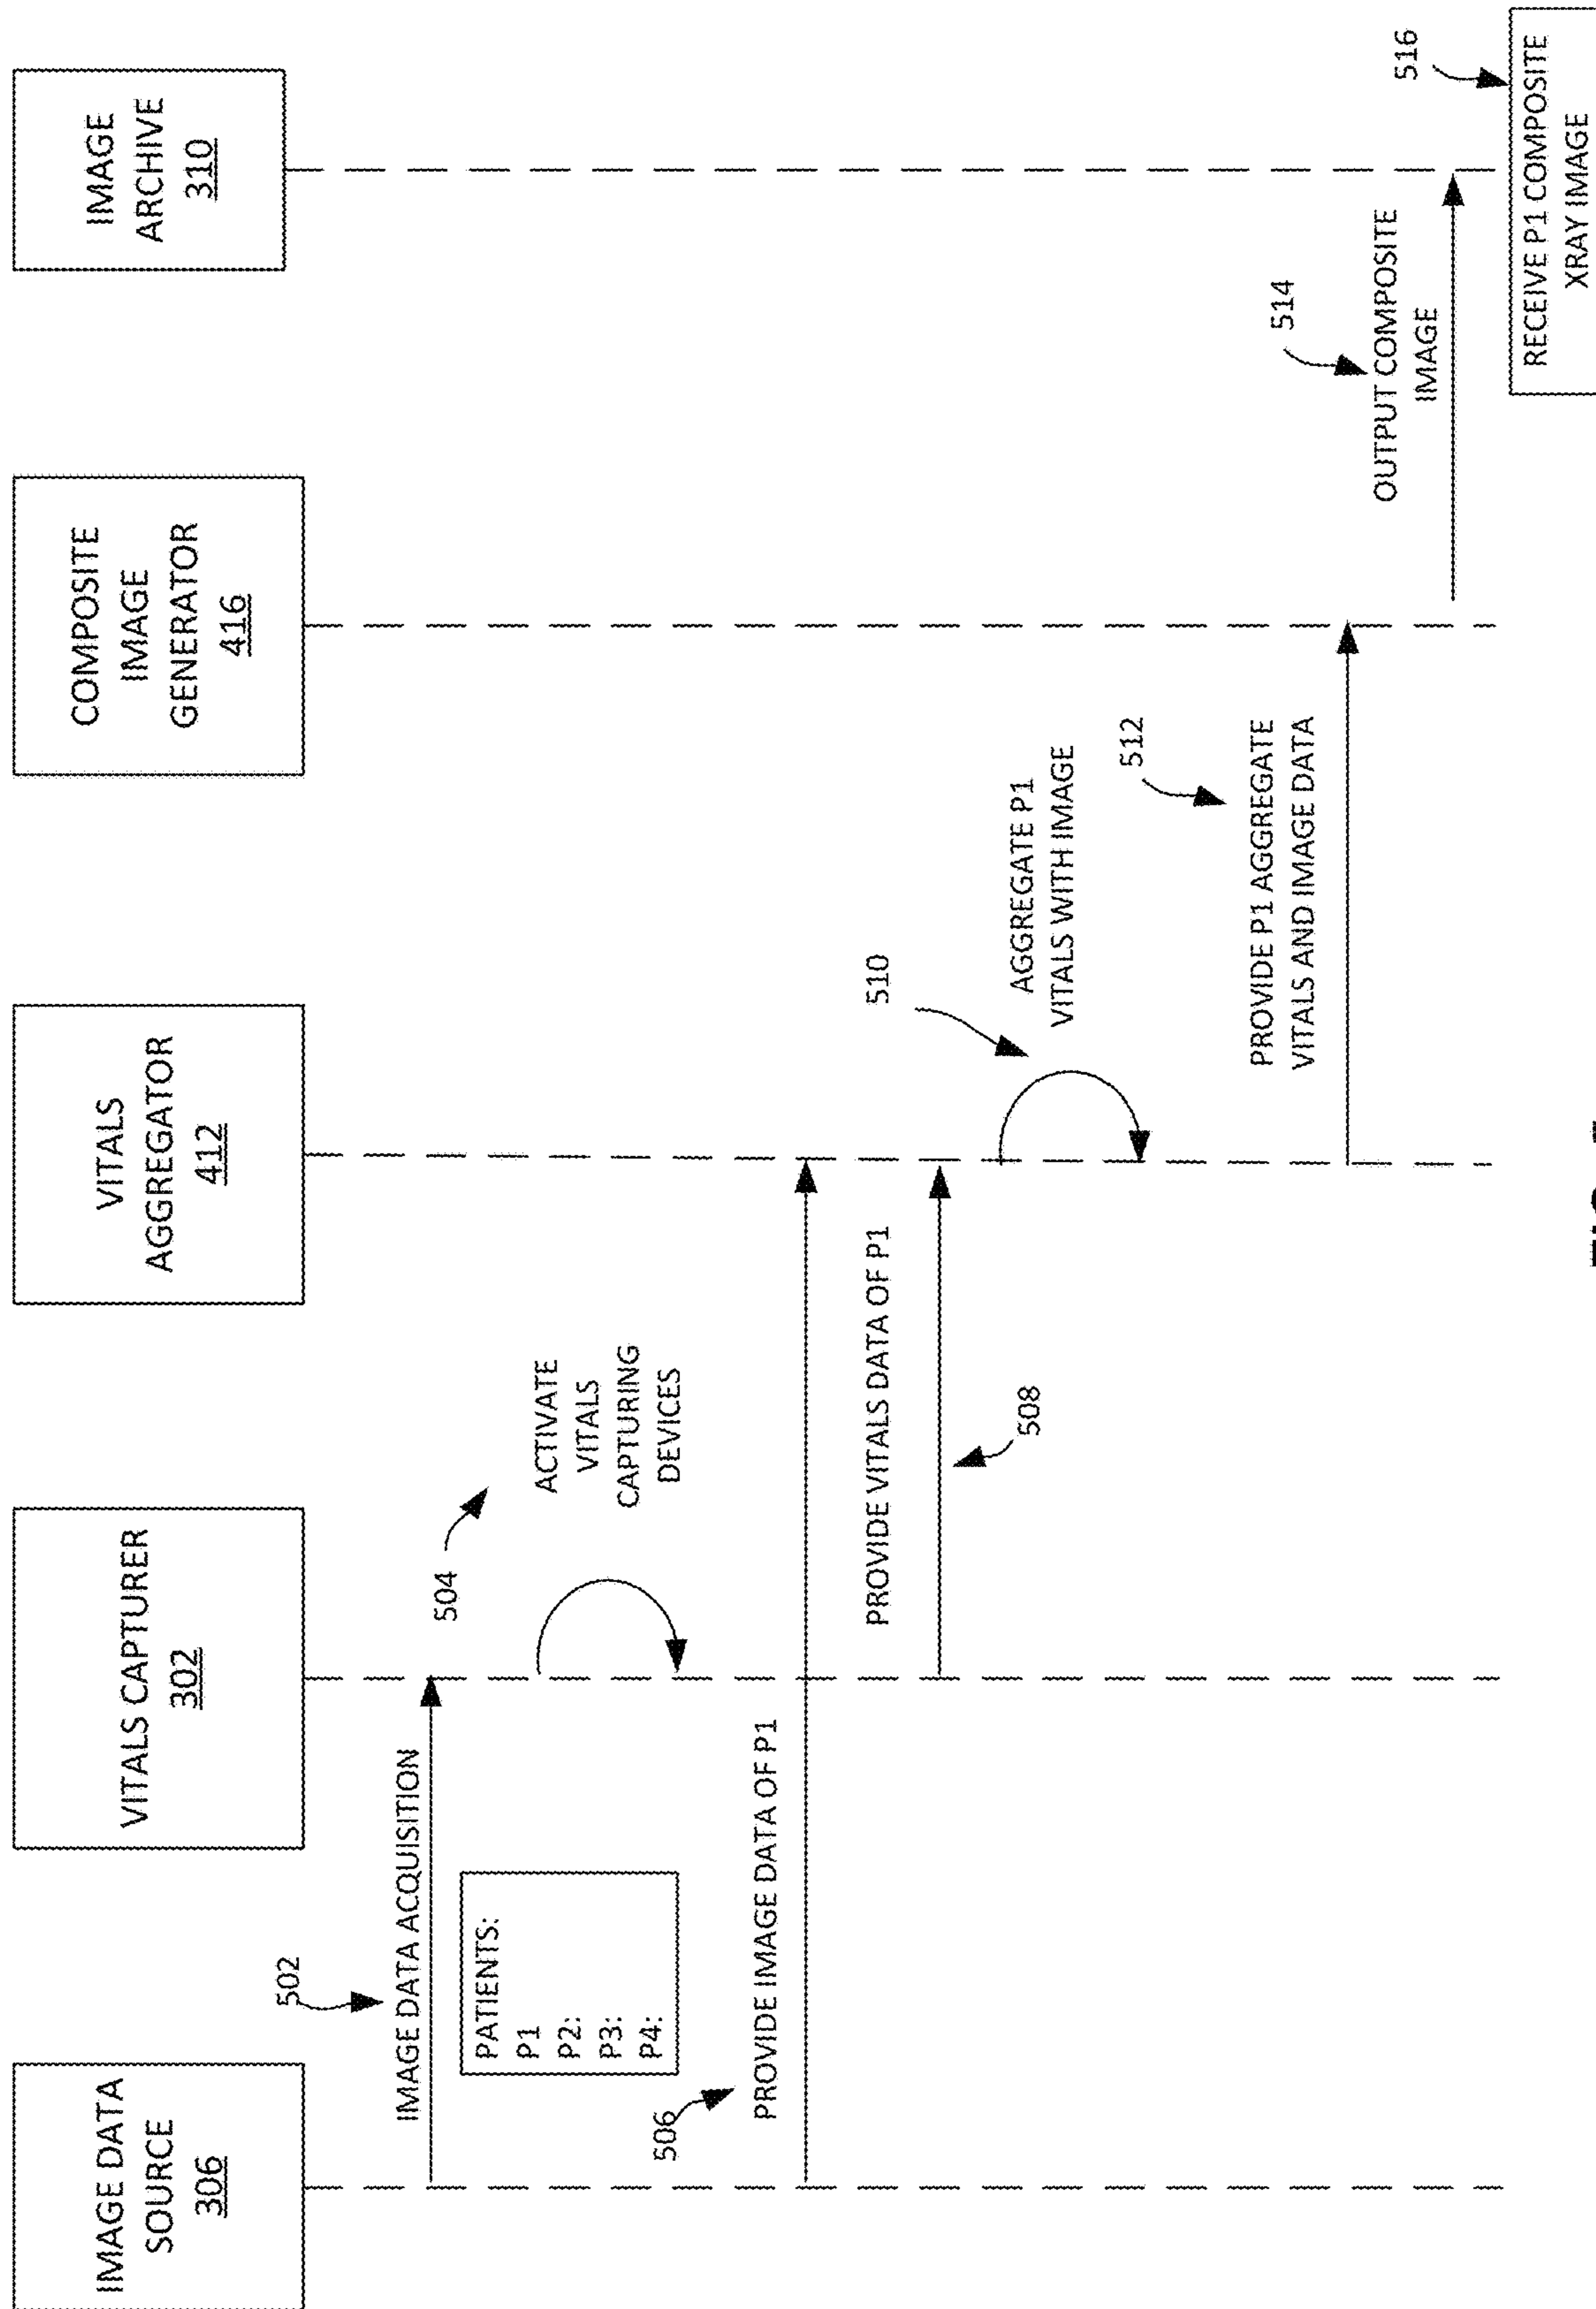 IMAGE DATA
SOURCE
306
VITALS CAPTURER
302
VITALS
AGGREGATOR
412
COMPOSITE
IMAGE
GENERATOR
416
IMAGE
ARCHIVE
310
502
IMAGE DATA ACQUISITION
PATIENTS:
P1
P2:
P3:
P4:
504
ACTIVATE
VITALS
CAPTURING
DEVICES
506
PROVIDE IMAGE DATA OF P1
PROVIDE VITALS DATA OF P1
508
510
AGGREGATE P1
VITALS WITH IMAGE
512
PROVIDE P1 AGGREGATE
VITALS AND IMAGE DATA
514
OUTPUT COMPOSITE
IMAGE
516
RECEIVE P1 COMPOSITE
XRAY IMAGE